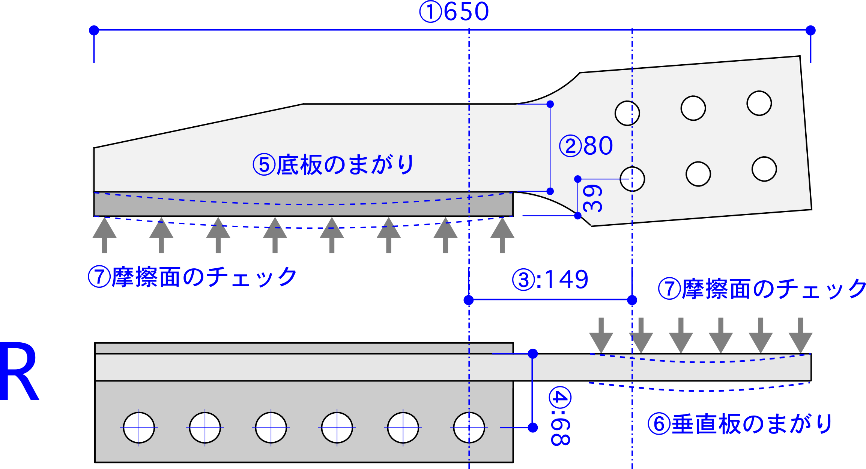 ①650
②80
⑤底板のまがり
39
⑦摩擦面のチェック
③:149
⑦摩擦面のチェック
R
④:68
⑥垂直板のまがり